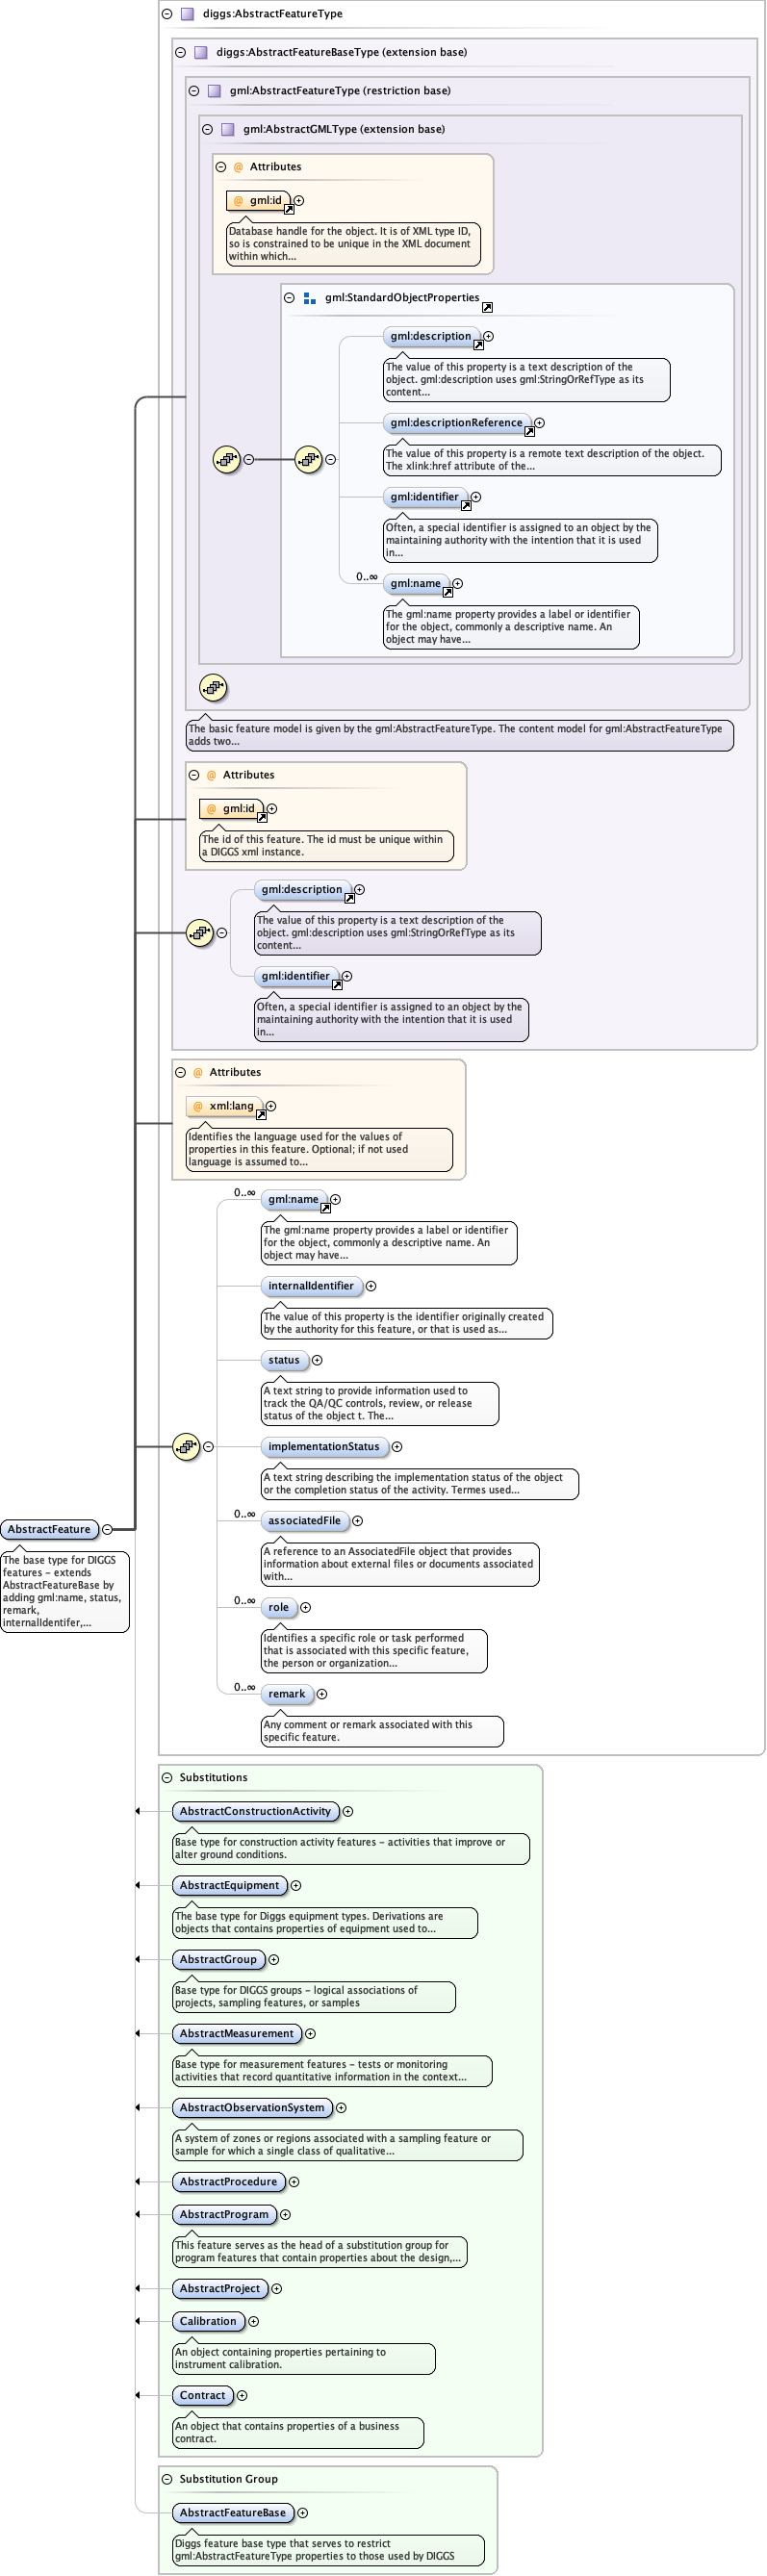 diggs:AbstractFeatureType
diggs:AbstractFeatureBaseType (extension base)
gml:AbstractFeatureType (restriction base)
gml:AbstractGMLType (extension base)
@ Attributes
@ gml:id
Database handle for the object. It is of XML type ID,
so is constrained to be unique in the XML document
within which...
gml:StandardObjectProperties
gml:description
The value of this property is a text description of the
object. gml:description uses gml:StringOrRefType as its
content...
gml:descriptionReference
The value of this property is a remote text description of the object.
The xlink:href attribute of the...
gml:identifier
Often, a special identifier is assigned to an object by the
maintaining authority with the intention that it is used
in...
0..∞
gml:name
The gml:name property provides a label or identifier
for the object, commonly a descriptive name. An
object may have...
The basic feature model is given by the gml:AbstractFeatureType. The content model for gml:AbstractFeatureType
adds two...
@ Attributes
@ gml:id
The id of this feature. The id must be unique within
a DIGGS xml instance.
gml:description
The value of this property is a text description of the
object. gml:description uses gml:StringOrRefType as its
content...
gml:identifier
Often, a special identifier is assigned to an object by the
maintaining authority with the intention that it is used
in...
@ Attributes
@ xml:lang
Identifies the language used for the values of
properties in this feature. Optional; if not used
language is assumed to...
0..∞
gml:name
The gml:name property provides a label or identifier
for the object, commonly a descriptive name. An
object may have...
internalIdentifier
The value of this property is the identifier originally created
by the authority for this feature, or that is used as...
status
A text string to provide information used to
track the QA/QC controls, review, or release
status of the object t. The...
implementationStatus
A text string describing the implementation status of the object
or the completion status of the activity. Termes used...
0..∞
associatedFile
A reference to an AssociatedFile object that provides
information about external files or documents associated
with...
0..∞
role
Identifies a specific role or task performed
that is associated with this specific feature,
the person or organization...
0..∞
remark
Any comment or remark associated with this
specific feature.
AbstractFeature
The base type for DIGGS
features - extends
AbstractFeatureBase by
adding gml:name, status,
remark,
internalIdentifer,...
Substitutions
AbstractConstructionActivity
Base type for construction activity features - activities that improve or
alter ground conditions.
AbstractEquipment
The base type for Diggs equipment types. Derivations are
objects that contains properties of equipment used to...
AbstractGroup
Base type for DIGGS groups - logical associations of
projects, sampling features, or samples
AbstractMeasurement
Base type for measurement features - tests or monitoring
activities that record quantitative information in the context...
AbstractObservationSystem
A system of zones or regions associated with a sampling feature or
sample for which a single class of qualitative...
AbstractProcedure
AbstractProgram
This feature serves as the head of a substitution group for
program features that contain properties about the design,...
AbstractProject
Calibration
An object containing properties pertaining to
instrument calibration.
Contract
An object that contains properties of a business
contract.
Substitution Group
AbstractFeatureBase
Diggs feature base type that serves to restrict
gml:AbstractFeatureType properties to those used by DIGGS